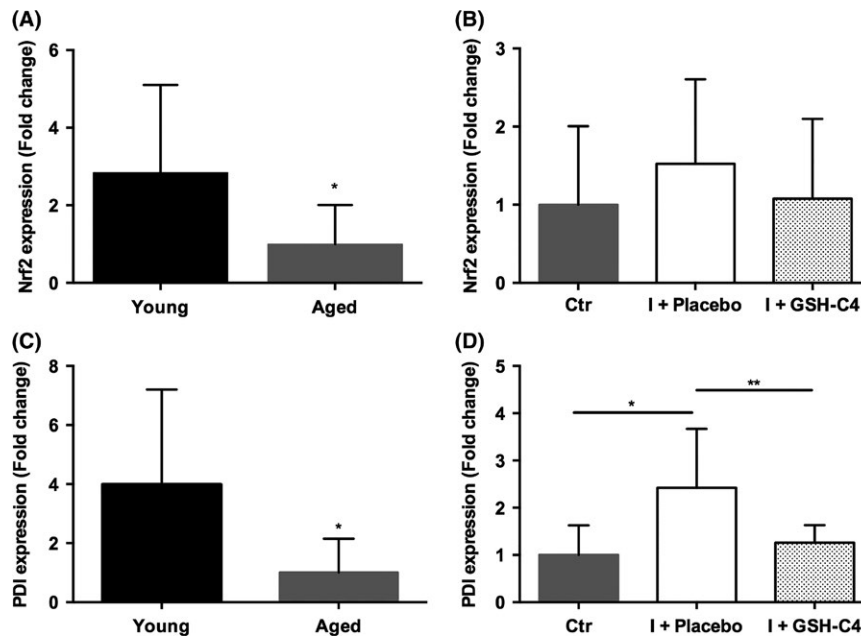 (A)
Nrf2 expression (Fold change)
6
4
2
0
*
Young
Aged
(B)
Nrf2 expression (Fold change)
3
2
1
0
Ctr
I + Placebo
I + GSH-C4
(C)
PDI expression (Fold change)
8
6
4
2
0
*
Young
Aged
(D)
PDI expression (Fold change)
5
4
3
2
1
0
*
**
Ctr
I + Placebo
I + GSH-C4